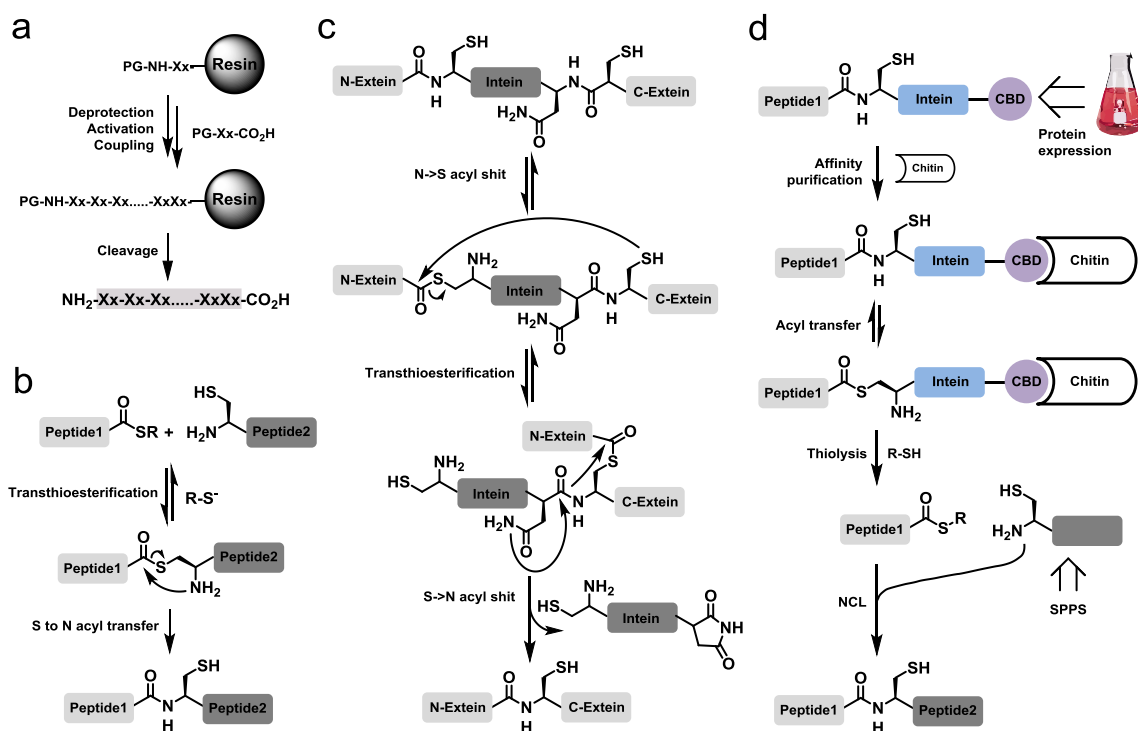 a
PG-NH-Xx-
Resin
Deprotection
Activation
Coupling
PG-Xx-CO2H
PG-NH-Xx-Xx-Xx.....-XxXx-
Resin
Cleavage
NH2-Xx-Xx-Xx.....-XxXx-CO2H
b
Peptide1
O
SR
+
SH
H2N
Peptide2
Transthioesterification
R-S-
Peptide1
O
S
NH2
Peptide2
S to N acyl transfer
Peptide1
O
N
H
SH
Peptide2
c
N-Extein
O
N
H
SH
Intein
H2N
O
H
N
O
SH
C-Extein
N->S acyl shit
N-Extein
O
S
NH2
Intein
H2N
O
O
N
H
SH
C-Extein
Transthioesterification
N-Extein
O
S
HS
NH2
Intein
H2N
O
O
N
H
C-Extein
S->N acyl shit
HS
NH2
Intein
O
NH
O
N-Extein
O
N
H
SH
C-Extein
d
Peptide1
O
N
H
SH
Intein
CBD
Protein
expression
Affinity
purification
Chitin
Peptide1
O
N
H
SH
Intein
CBD
Chitin
Acyl transfer
Peptide1
O
S
NH2
Intein
CBD
Chitin
Thiolysis
R-SH
Peptide1
O
S
R
SH
H2N
NCL
SPPS
Peptide1
O
N
H
SH
Peptide2